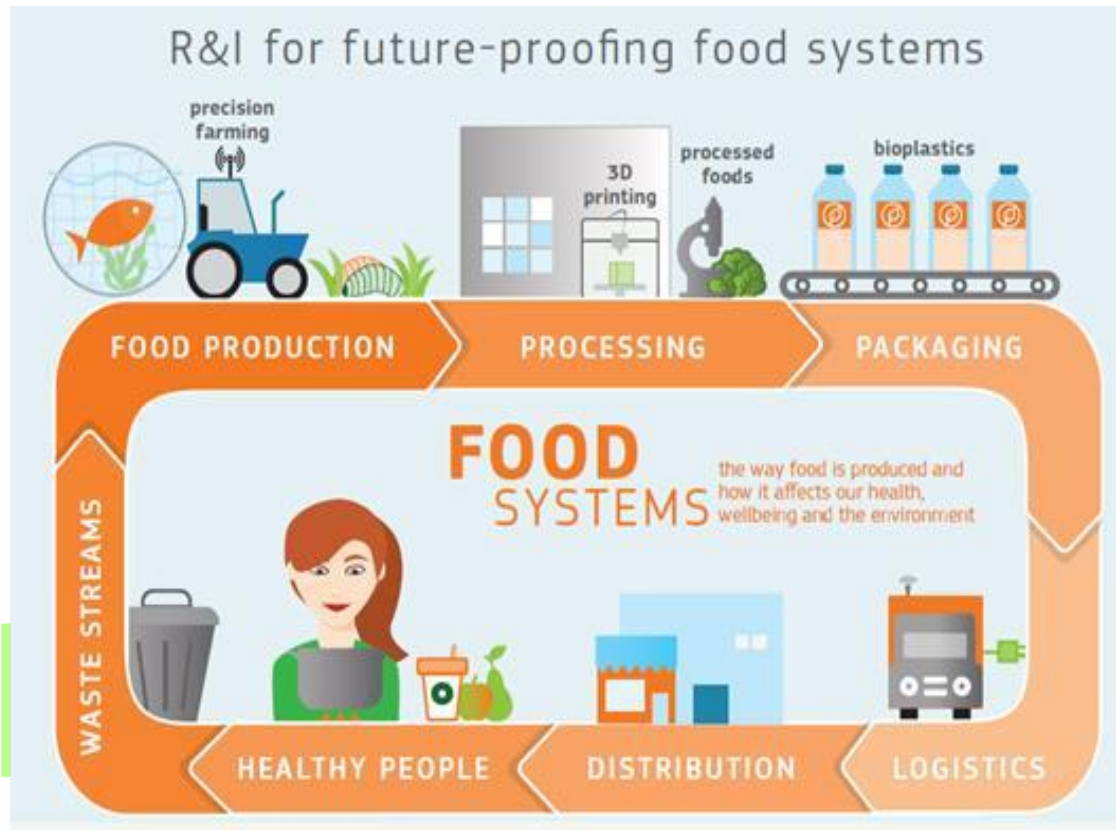 R&I for future-proofing food systems
precision
farming
3D
printing
processed
foods
bioplastics
FOOD PRODUCTION
PROCESSING
PACKAGING
FOOD
SYSTEMS
the way food is produced and
how it affects our health,
wellbeing and the environment
WASTE STREAMS
HEALTHY PEOPLE
DISTRIBUTION
LOGISTICS